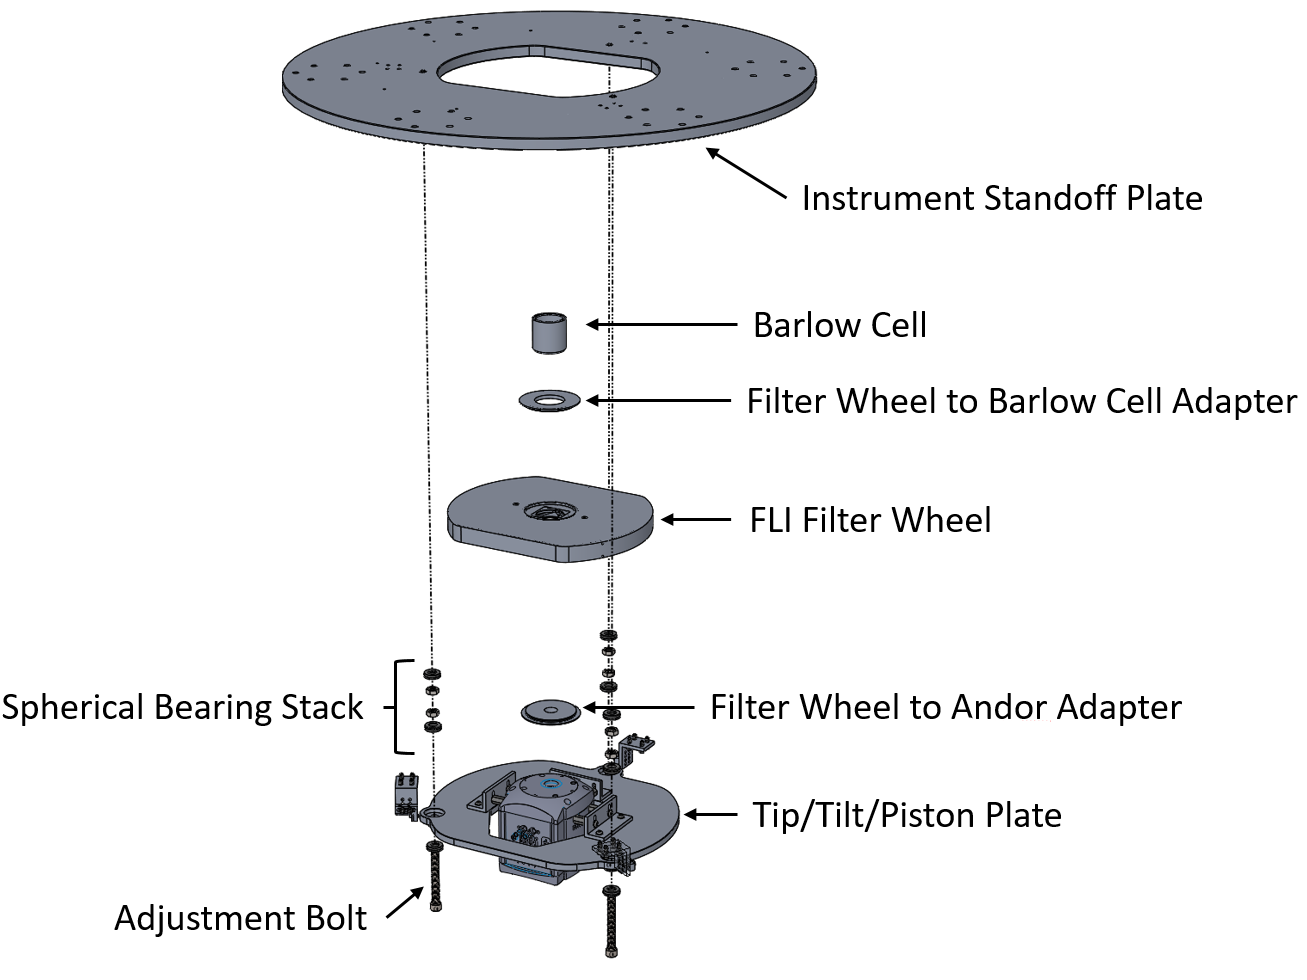 Instrument Standoff Plate
Barlow Cell
Filter Wheel to Barlow Cell Adapter
FLI Filter Wheel
Spherical Bearing Stack
Filter Wheel to Andor Adapter
Tip/Tilt/Piston Plate
Adjustment Bolt